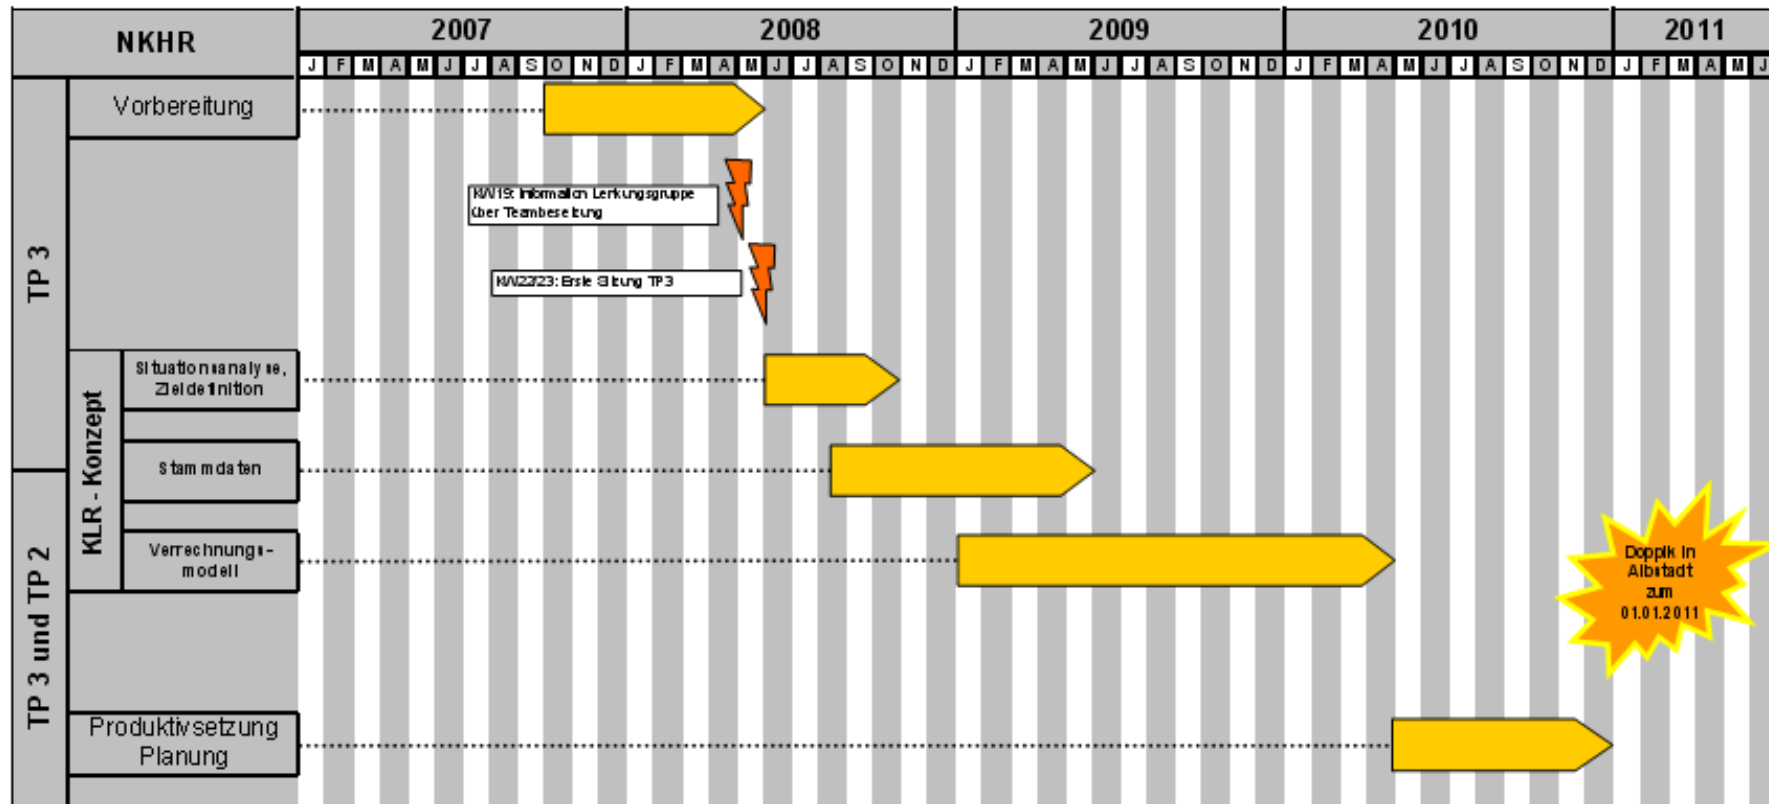 NKHR
2007 2008 2009 2010 2011
J F M A M J J A S O N D J F M A M J J A S O N D J F M A M J J A S O N D J F M A M J J A S O N D J F M A M J
TP 3
Vorbereitung
KW19: Information Lenkungsgruppe
über Teambesetzung
KW22/23: Erste Sitzung TP3
KLR - Konzept
Situationsanalyse,
Zieldefinition
Stammdaten
TP 3 und TP 2
Verrechnungs-
modell
Doppik in
Albstadt
zum
01.01.2011
Produktivsetzung
Planung